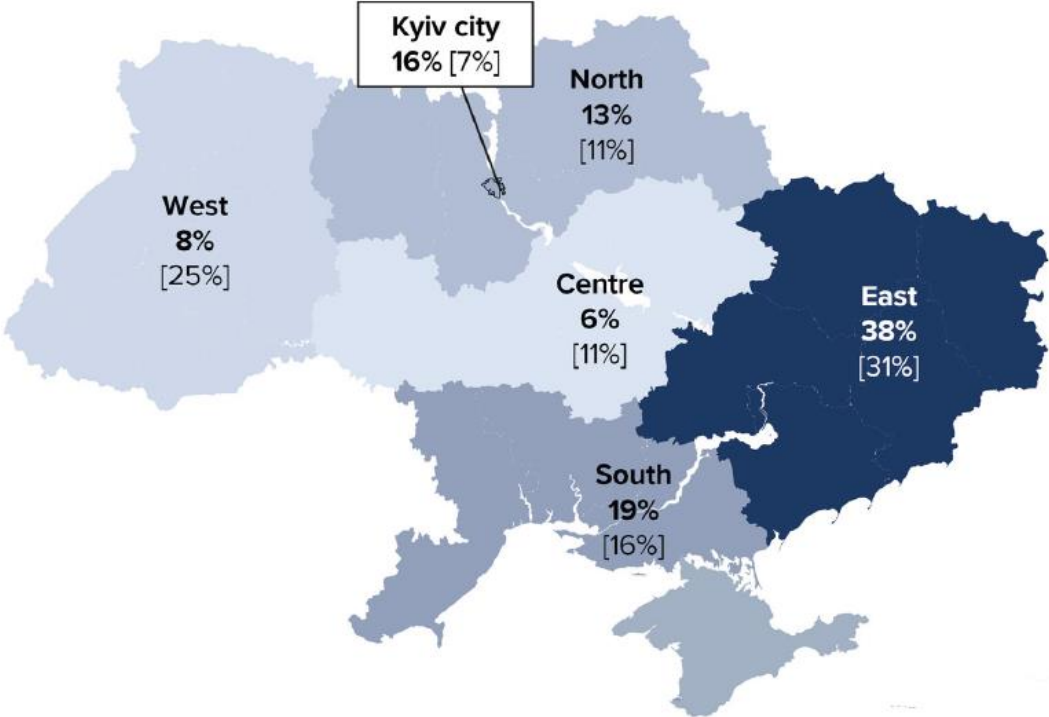 Kyiv city
16% [7%]
North
13%
[11%]
West
8%
[25%]
Centre
6%
[11%]
East
38%
[31%]
South
19%
[16%]